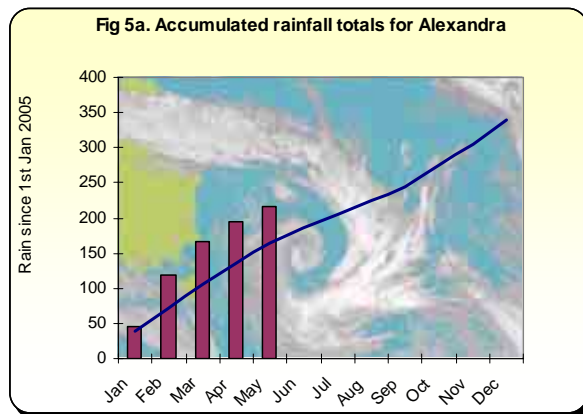 Fig 5a. Accumulated rainfall totals for Alexandra
Rain since 1st Jan 2005
400
350
300
250
200
150
100
50
0
Jan
Feb
Mar
Apr
May
Jun
Jul
Aug
Sep
Oct
Nov
Dec